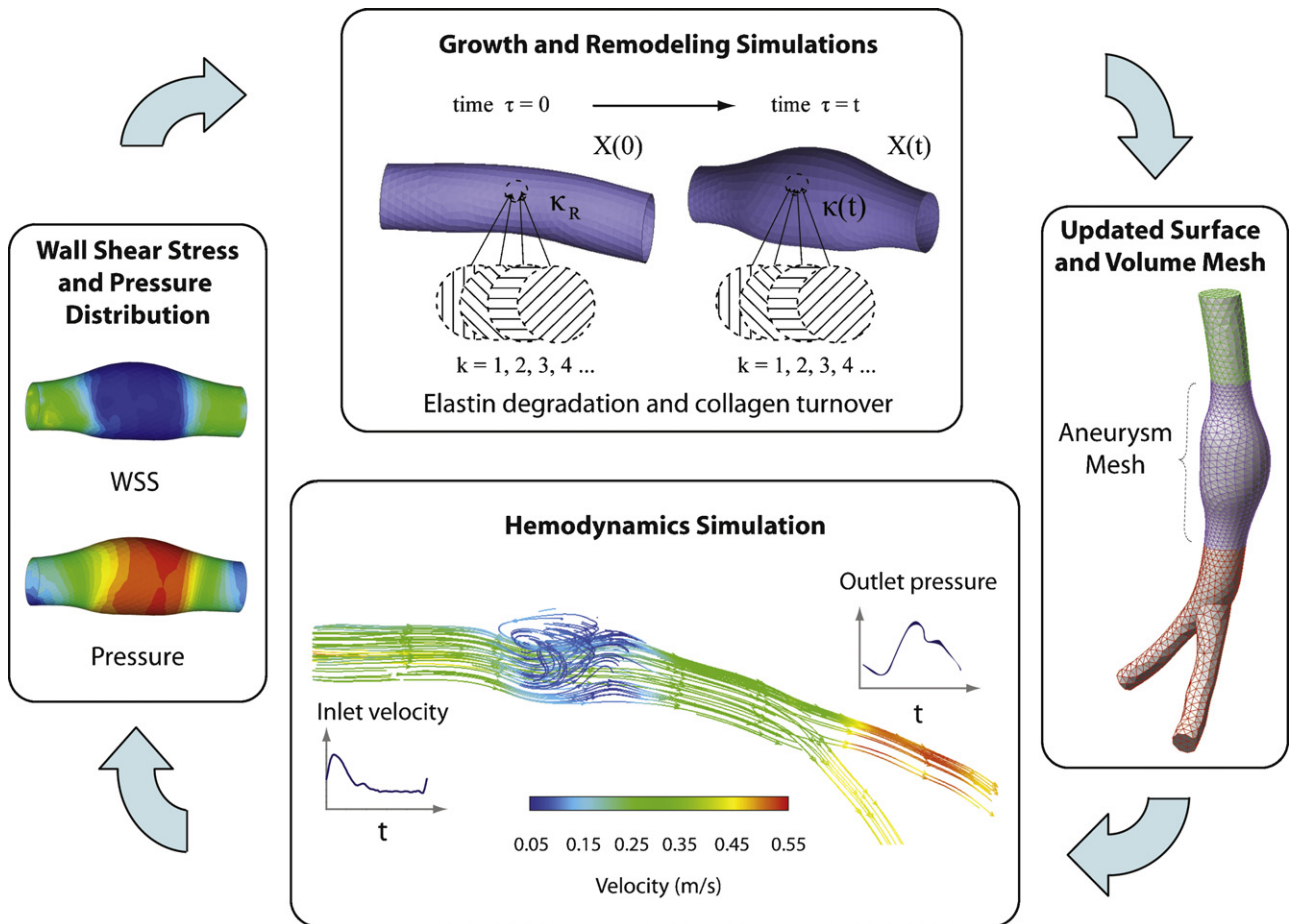 Growth and Remodeling Simulations
time τ = 0
time τ = t
X(0)
X(t)
κR
κ(t)
k = 1, 2, 3, 4 ...
k = 1, 2, 3, 4 ...
Elastin degradation and collagen turnover
Updated Surface
and Volume Mesh
Aneurysm
Mesh
Hemodynamics Simulation
Outlet pressure
t
Inlet velocity
t
0.05 0.15 0.25 0.35 0.45 0.55
Velocity (m/s)
Wall Shear Stress
and Pressure
Distribution
WSS
Pressure